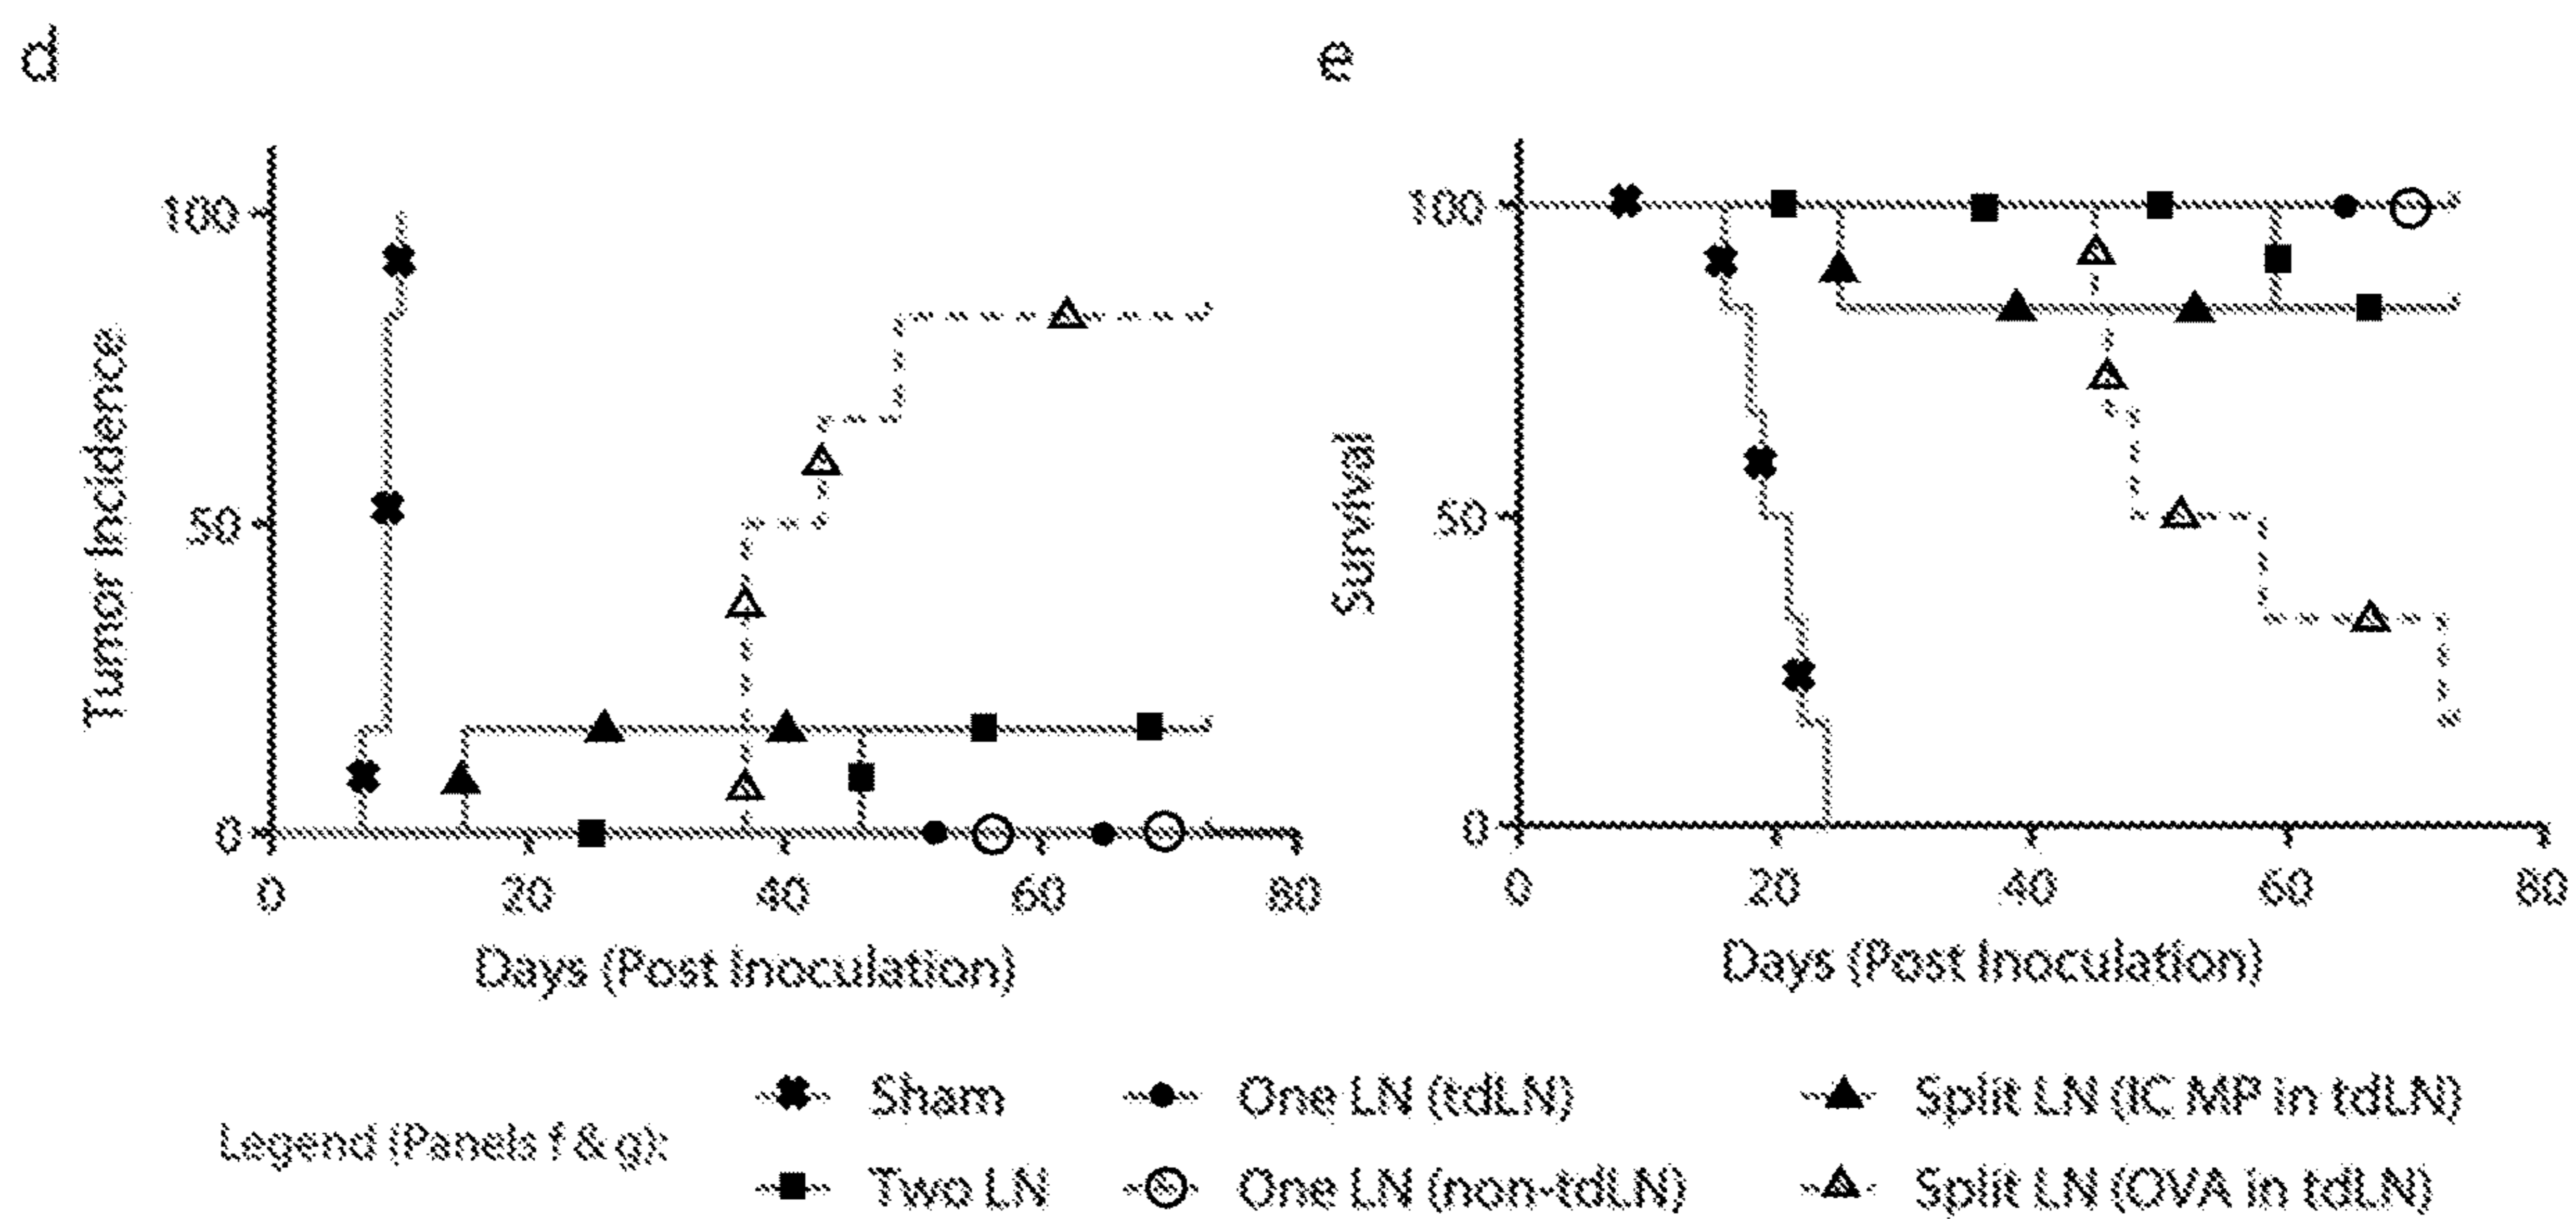 d
e
100
50
0
Tumor Incidence
0 20 40 60 80
Days (Post Inoculation)
100
50
0
Survival
0 20 40 60 80
Days (Post Inoculation)
Legend (Panels f & g):
Sham
One LN (tdLN)
Split LN (IC MP in tdLN)
Two LN
One LN (non-tdLN)
Split LN (OVA in tdLN)